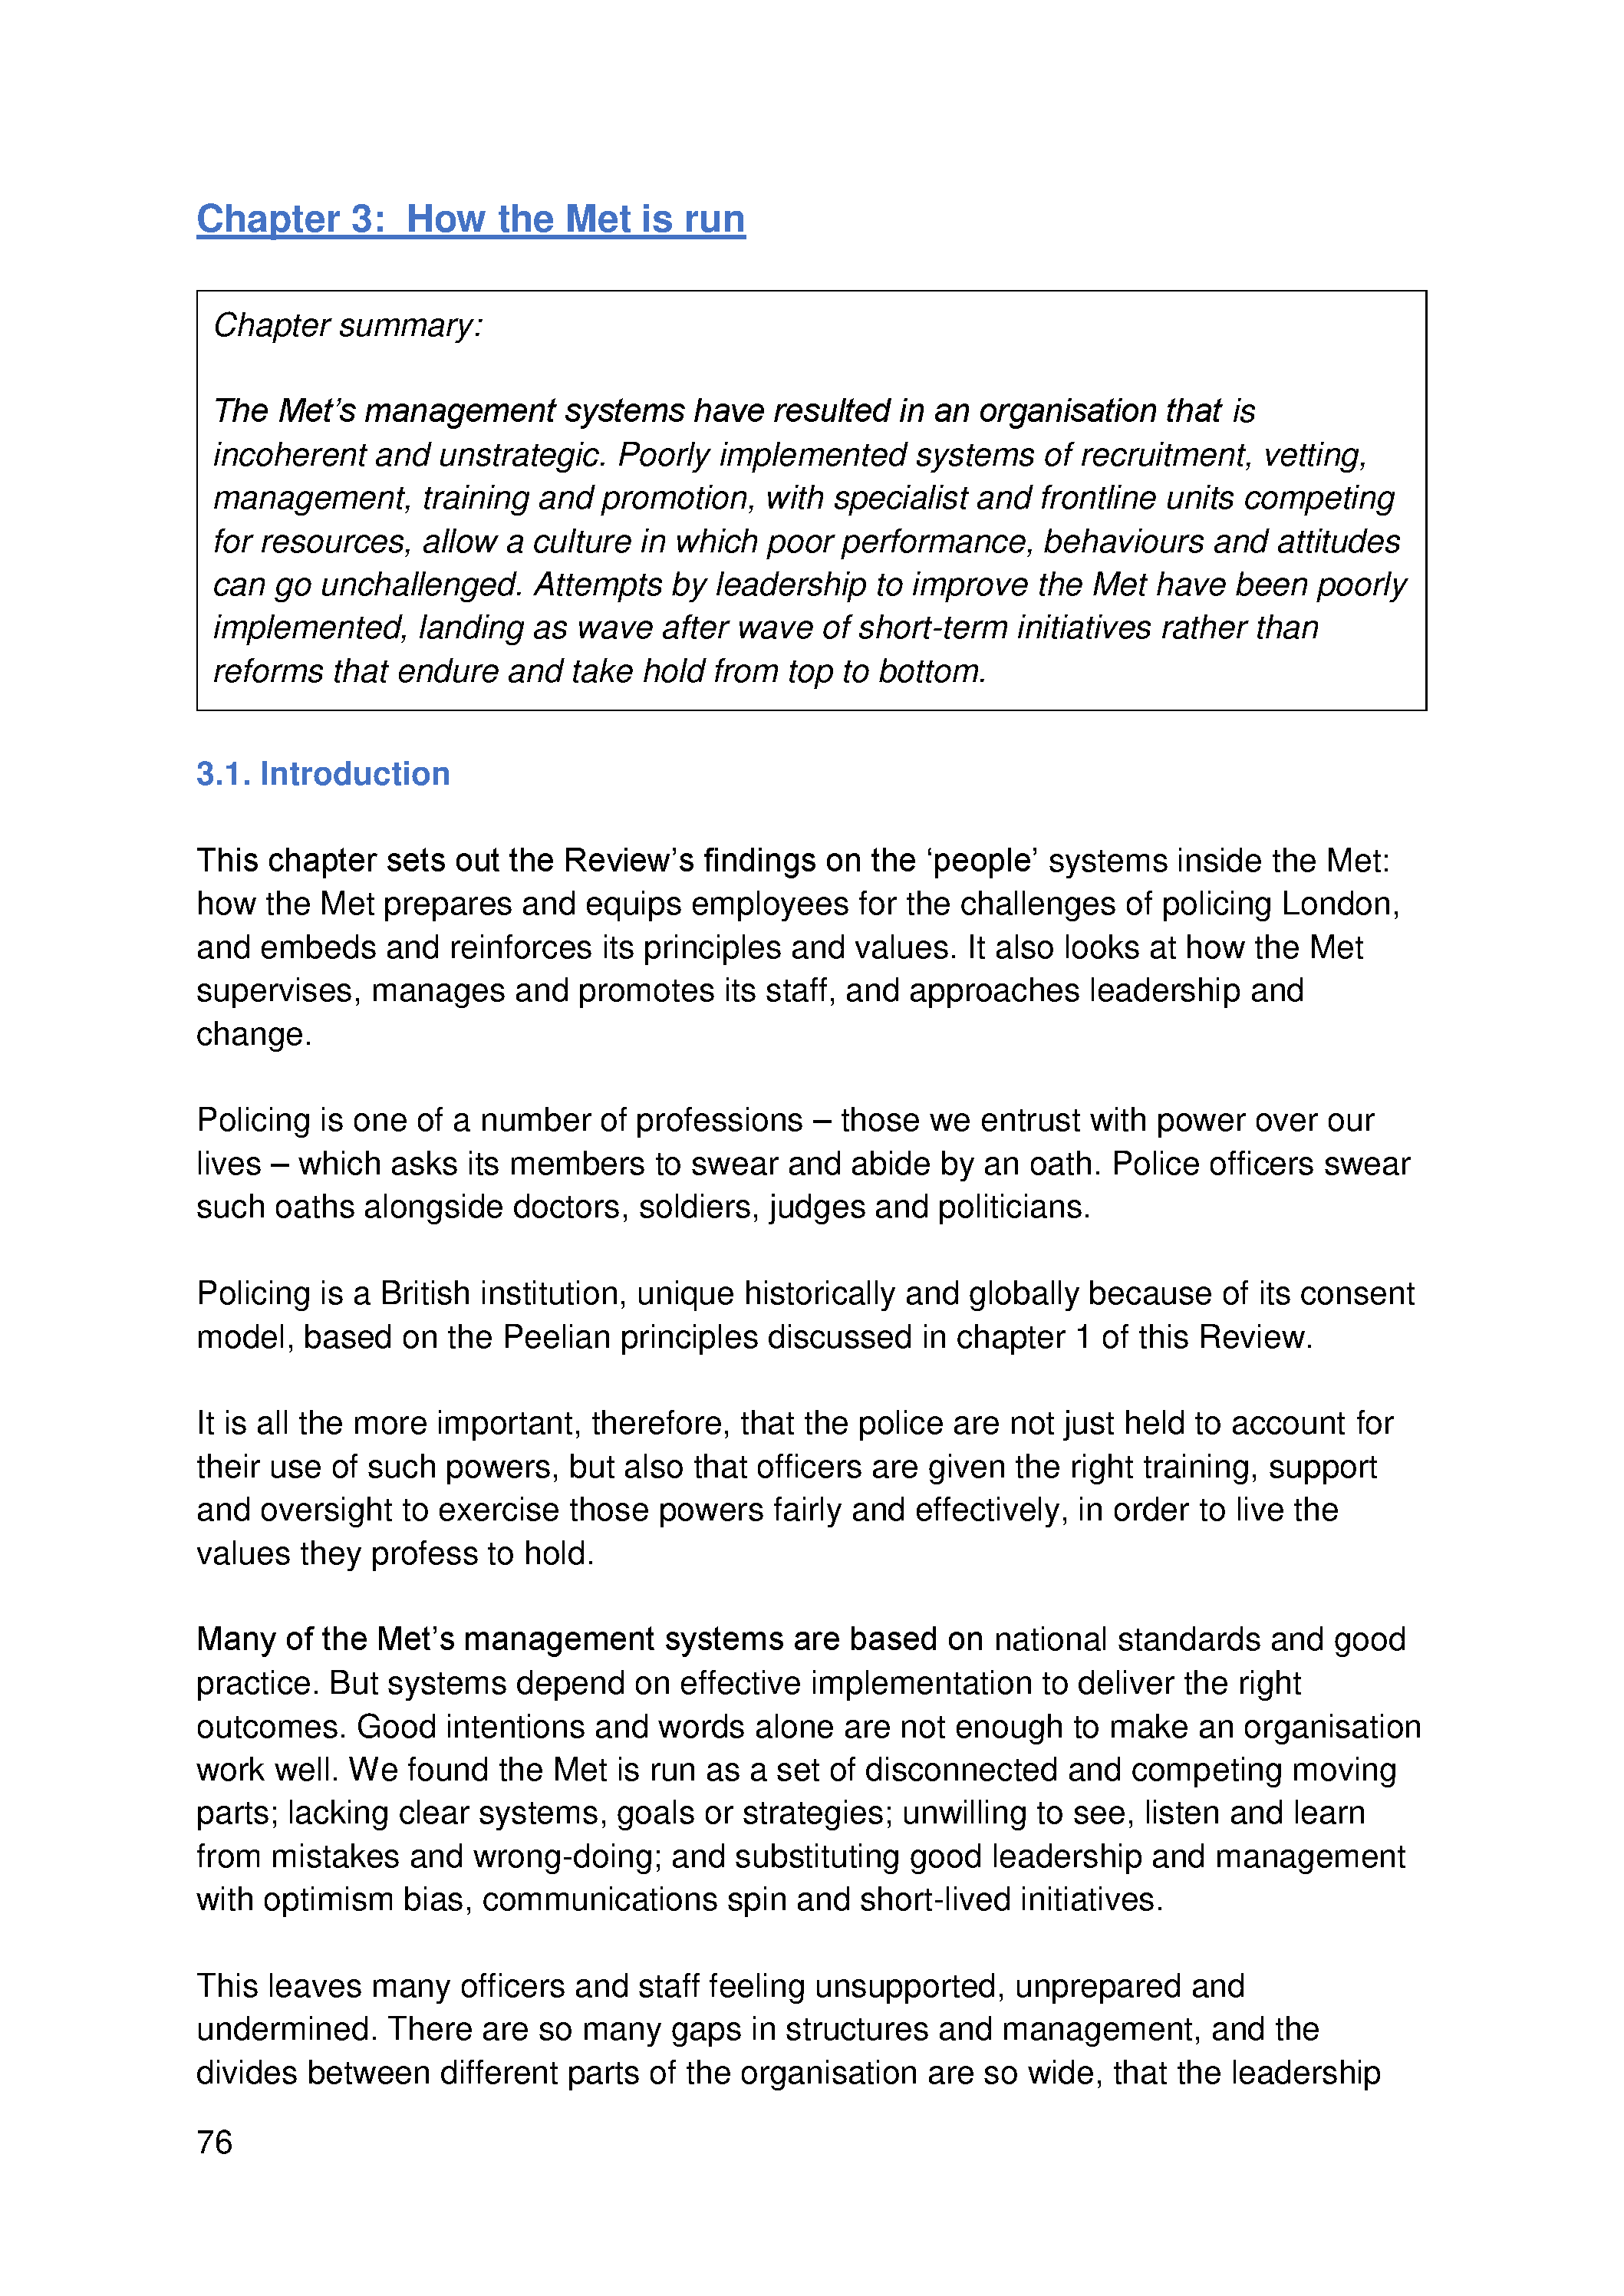 Chapter 3:  How the Met is run
Chapter summary:
The Met’s management systems have resulted in an organisation that is
incoherent and unstrategic. Poorly implemented systems of recruitment, vetting,
management, training and promotion, with specialist and frontline units competing
for resources, allow a culture in which poor performance, behaviours and attitudes
can go unchallenged. Attempts by leadership to improve the Met have been poorly
implemented, landing as wave after wave of short-term initiatives rather than
reforms that endure and take hold from top to bottom.
3.1. Introduction
This chapter sets out the Review’s findings on the ‘people’ systems inside the Met:
how the Met prepares and equips employees for the challenges of policing London,
and embeds and reinforces its principles and values. It also looks at how the Met
supervises, manages and promotes its staff, and approaches leadership and
change.
Policing is one of a number of professions – those we entrust with power over our
lives – which asks its members to swear and abide by an oath. Police officers swear
such oaths alongside doctors, soldiers, judges and politicians.
Policing is a British institution, unique historically and globally because of its consent
model, based on the Peelian principles discussed in chapter 1 of this Review.
It is all the more important, therefore, that the police are not just held to account for
their use of such powers, but also that officers are given the right training, support
and oversight to exercise those powers fairly and effectively, in order to live the
values they profess to hold.
Many of the Met’s management systems are based on national standards and good
practice. But systems depend on effective implementation to deliver the right
outcomes. Good intentions and words alone are not enough to make an organisation
work well. We found the Met is run as a set of disconnected and competing moving
parts; lacking clear systems, goals or strategies; unwilling to see, listen and learn
from mistakes and wrong-doing; and substituting good leadership and management
with optimism bias, communications spin and short-lived initiatives.
This leaves many officers and staff feeling unsupported, unprepared and
undermined. There are so many gaps in structures and management, and the
divides between different parts of the organisation are so wide, that the leadership
76